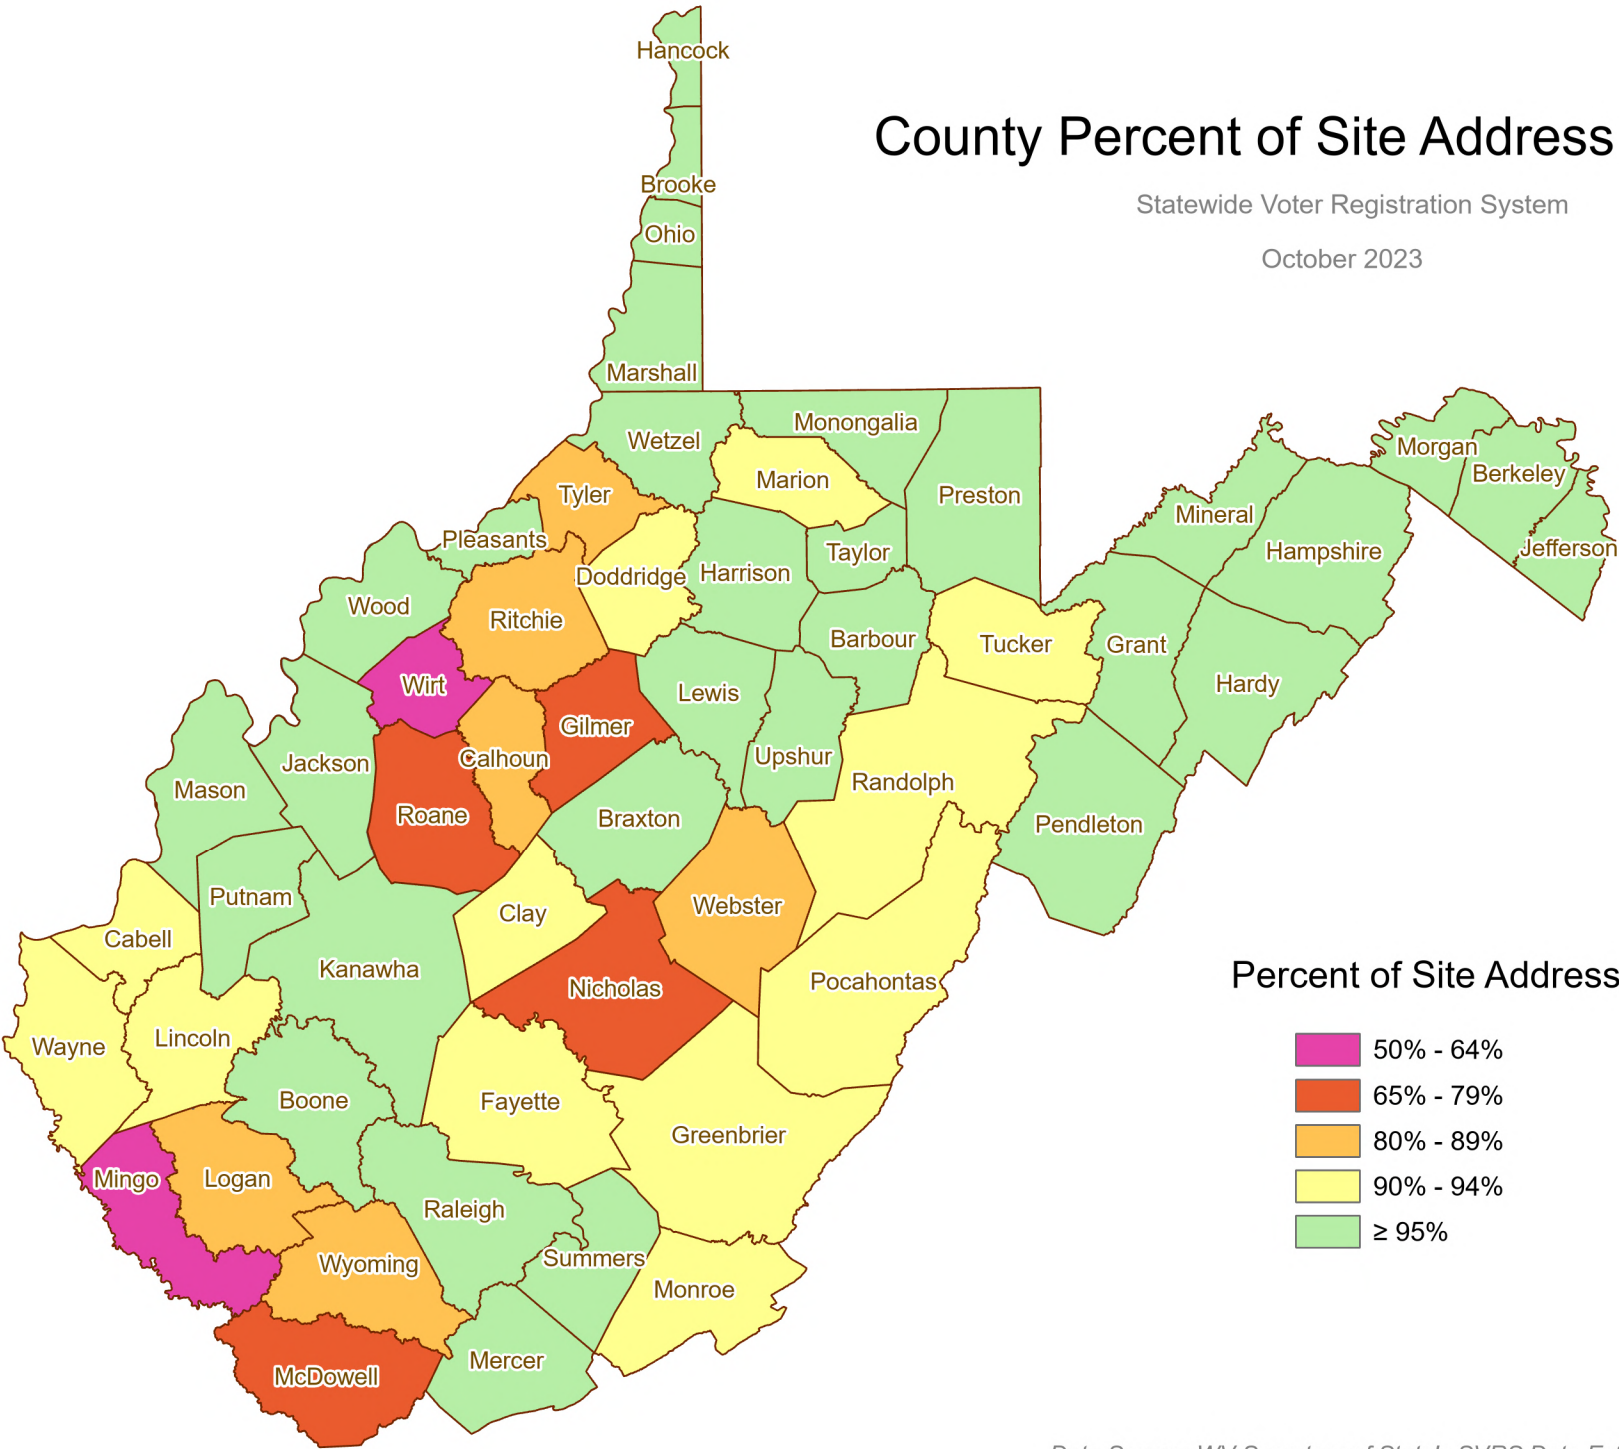 Hancock
County Percent of Site Address
Brooke
Statewide Voter Registration System
Ohio
October 2023
Marshall
Monongalia
Wetzel
Morgan
Berkeley
Marion
Tyler
Preston
Mineral
Pleasants
Taylor
Hampshire
Jefferson
Harrison
Doddridge
Wood
Ritchie
Barbour
Tucker
Grant
Wirt
Lewis
Hardy
Gilmer
Calhoun
Upshur
Jackson
Randolph
Mason
Roane
Braxton
Pendleton
Putnam
Webster
Clay
Cabell
Kanawha
Pocahontas
Percent of Site Address
Nicholas
Lincoln
Wayne
50% - 64%
65% - 79%
80% - 89%
90% - 94%
≥ 95%
Boone
Fayette
Greenbrier
Mingo
Logan
Raleigh
Summers
Wyoming
Monroe
Mercer
McDowell